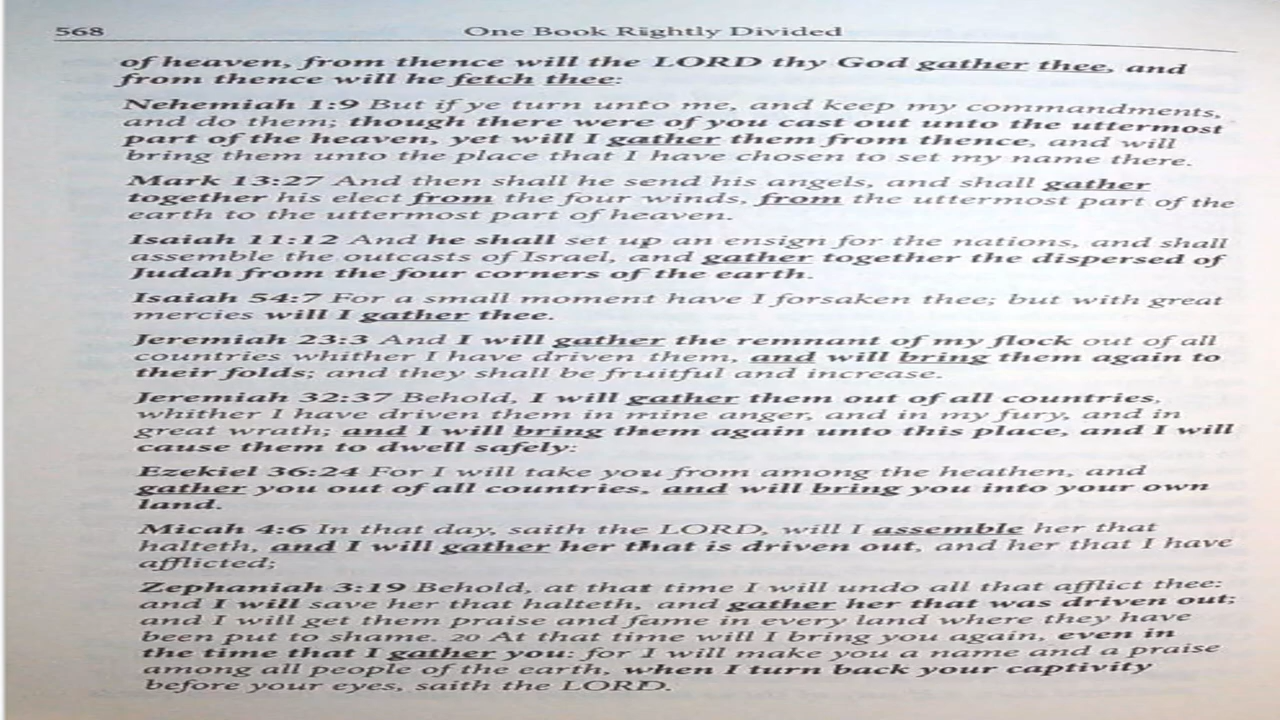 568 One Book Rightly Divided
of heaven, from thence will the LORD thy God gather thee, and
from thence will he fetch thee:
Nehemiah 1:9 But if ye turn unto me, and keep my commandments,
and do them; though there were of you cast out unto the uttermost
part of the heaven, yet will I gather them from thence, and will
bring them unto the place that I have chosen to set my name there.
Mark 13:27 And then shall he send his angels, and shall gather
together his elect from the four winds, from the uttermost part of the
earth to the uttermost part of heaven.
Isaiah 11:12 And he shall set up an ensign for the nations, and shall
assemble the outcasts of Israel, and gather together the dispersed of
Judah from the four corners of the earth.
Isaiah 54:7 For a small moment have I forsaken thee; but with great
mercies will I gather thee.
Jeremiah 23:3 And I will gather the remnant of my flock out of all
countries whither I have driven them, and will bring them again to
their folds; and they shall be fruitful and increase.
Jeremiah 32:37 Behold, I will gather them out of all countries,
whither I have driven them in mine anger, and in my fury, and in
great wrath; and I will bring them again unto this place, and I will
cause them to dwell safely:
Ezekiel 36:24 For I will take you from among the heathen, and
gather you out of all countries, and will bring you into your own
land.
Micah 4:6 In that day, saith the LORD, will I assemble her that
halteth, and I will gather her that is driven out, and her that I have
afflicted;
Zephaniah 3:19 Behold, at that time I will undo all that afflict thee:
and I will save her that halteth, and gather her that was driven out;
and I will get them praise and fame in every land where they have
been put to shame. 20 At that time will I bring you again, even in
the time that I gather you: for I will make you a name and a praise
among all people of the earth, when I turn back your captivity
before your eyes, saith the LORD.